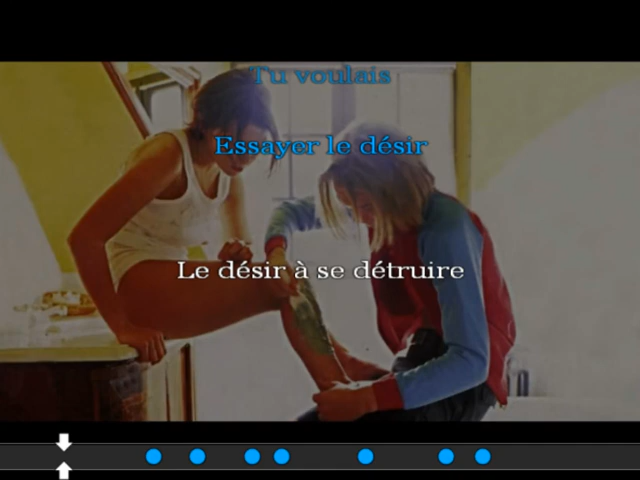 Tu voulais
Essayer le désir
Le désir à se détruire